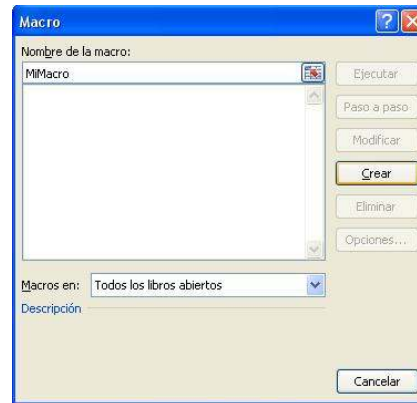 Macro
Nombre de la macro:
MiMacro
Ejecutar
Paso a paso
Modificar
Crear
Eliminar
Opciones...
Macros en: Todos los libros abiertos
Descripción
Cancelar